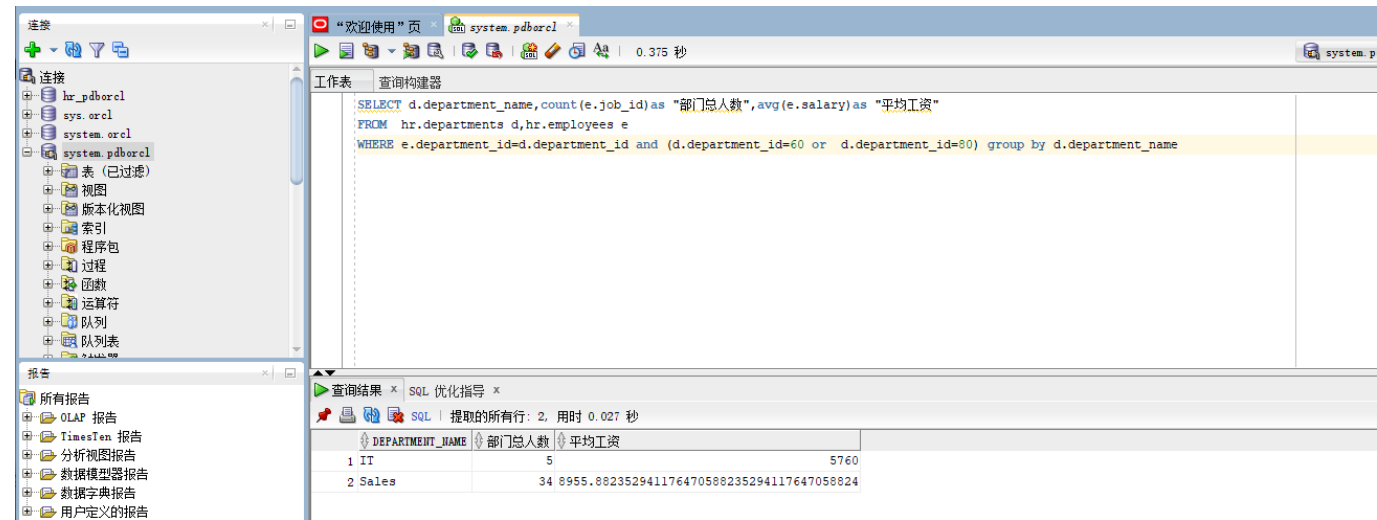 连接
“欢迎使用”页
system.pdborcl
0.375 秒
system.p
连接
hr_pdborcl
sys.orcl
system.orcl
system.pdborcl
表 (已过滤)
视图
版本化视图
索引
程序包
过程
函数
运算符
队列
队列表
工作表
查询构建器
SELECT d.department_name,count(e.job_id)as "部门总人数",avg(e.salary)as "平均工资"
FROM  hr.departments d,hr.employees e
WHERE e.department_id=d.department_id and (d.department_id=60 or  d.department_id=80) group by d.department_name
报告
所有报告
OLAP 报告
TimesTen 报告
分析视图报告
数据模型器报告
数据字典报告
用户定义的报告
查询结果
SQL 优化指导
SQL
提取的所有行: 2, 用时 0.027 秒
DEPARTMENT_NAME 部门总人数 平均工资
1 IT 5 5760
2 Sales 34 8955.88235294117647058823529411764705882​4